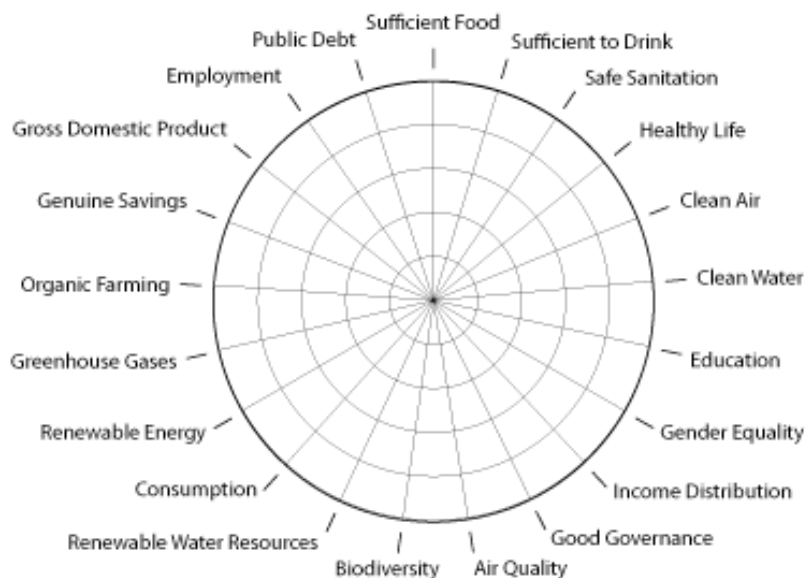 Sufficient Food
Sufficient to Drink
Safe Sanitation
Healthy Life
Clean Air
Clean Water
Education
Gender Equality
Income Distribution
Good Governance
Air Quality
Biodiversity
Renewable Water Resources
Consumption
Renewable Energy
Greenhouse Gases
Organic Farming
Genuine Savings
Gross Domestic Product
Employment
Public Debt